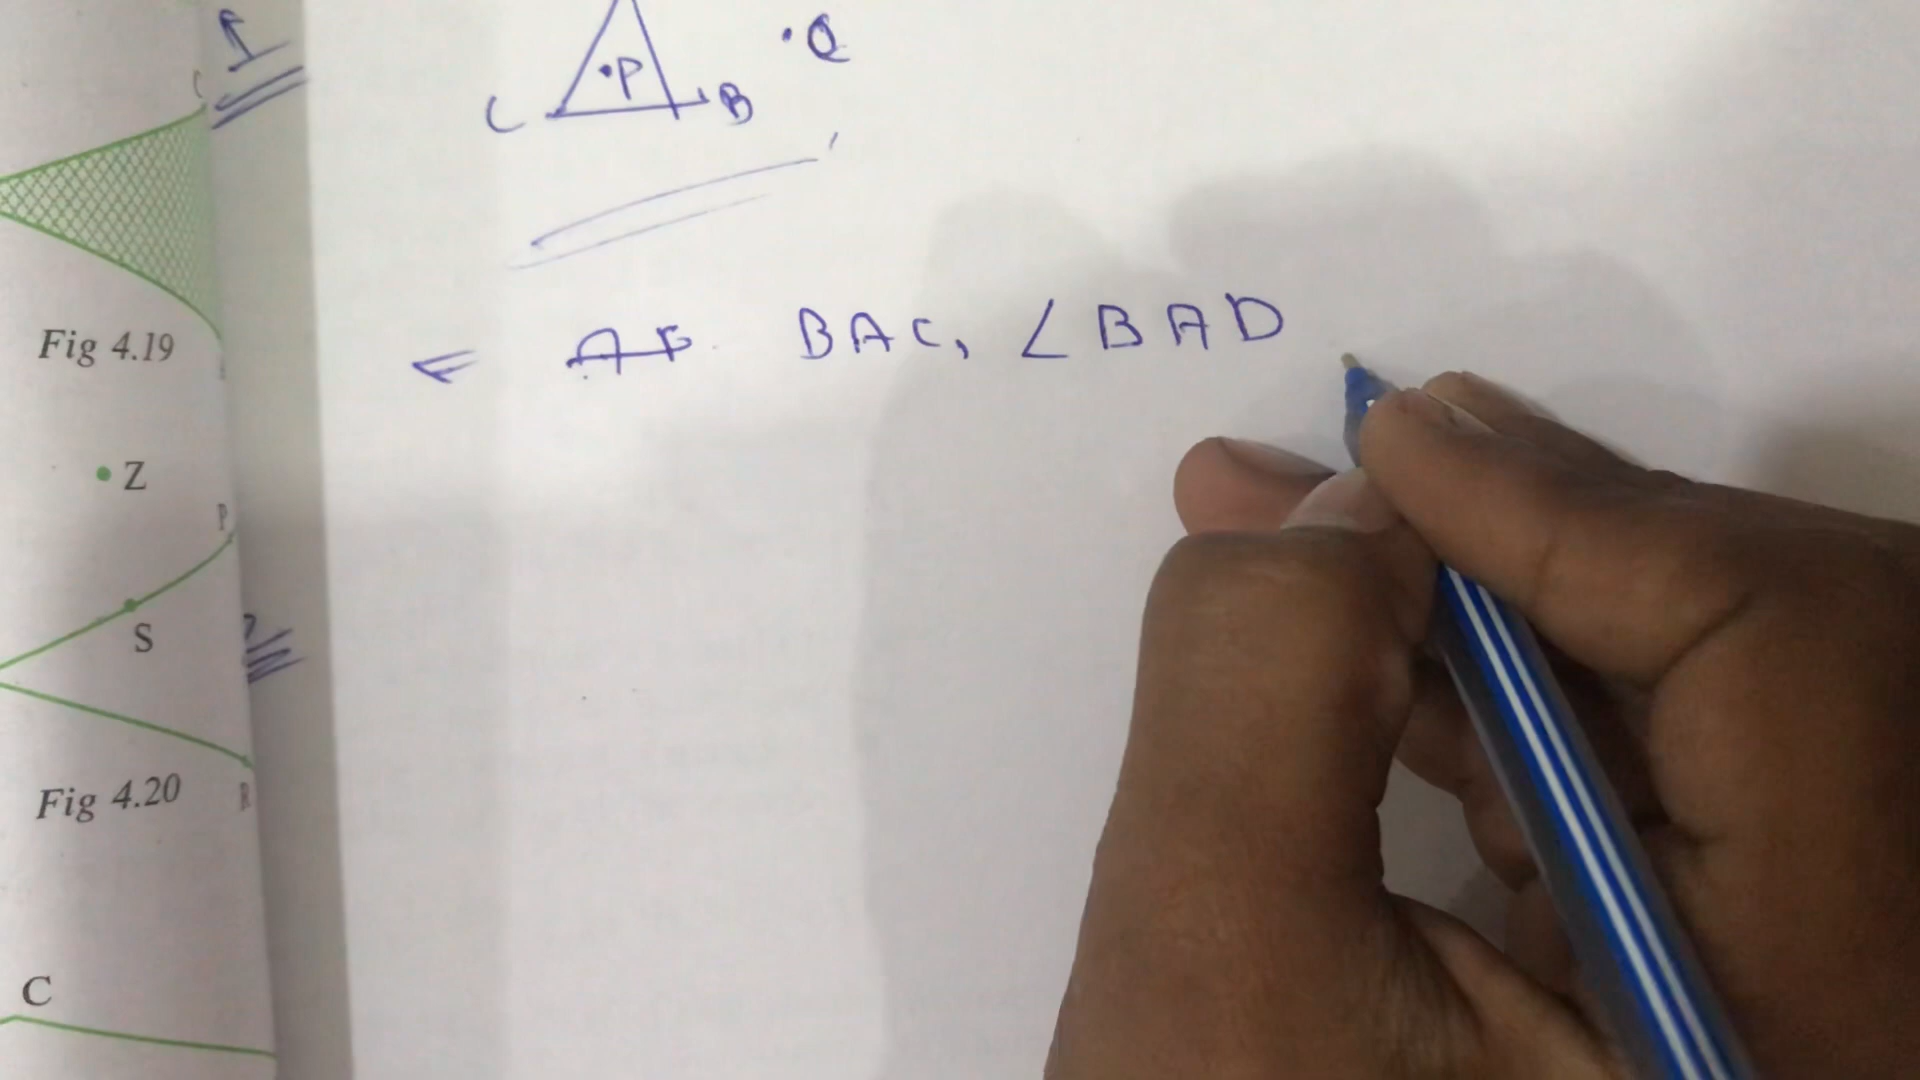 •Q
•P
C
B
BAC, ∠BAD
Fig 4.19
• Z
P
S
Fig 4.20
R
C